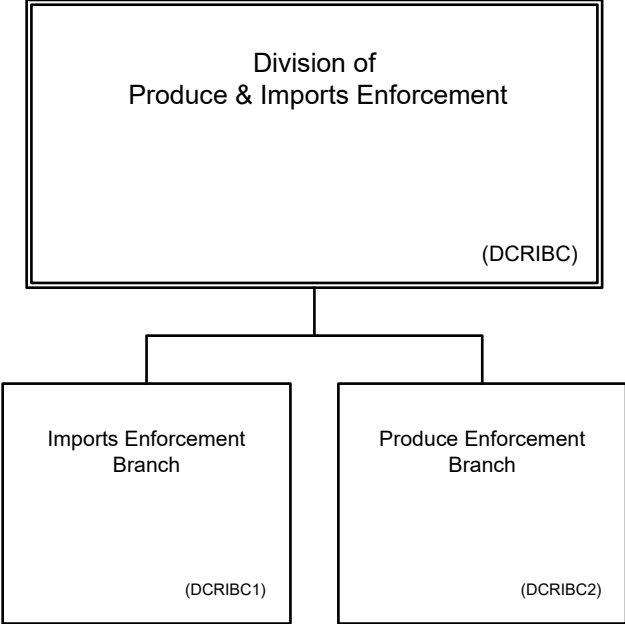 Division of
Produce & Imports Enforcement
(DCRIBC)
Imports Enforcement
Branch
(DCRIBC1)
Produce Enforcement
Branch
(DCRIBC2)